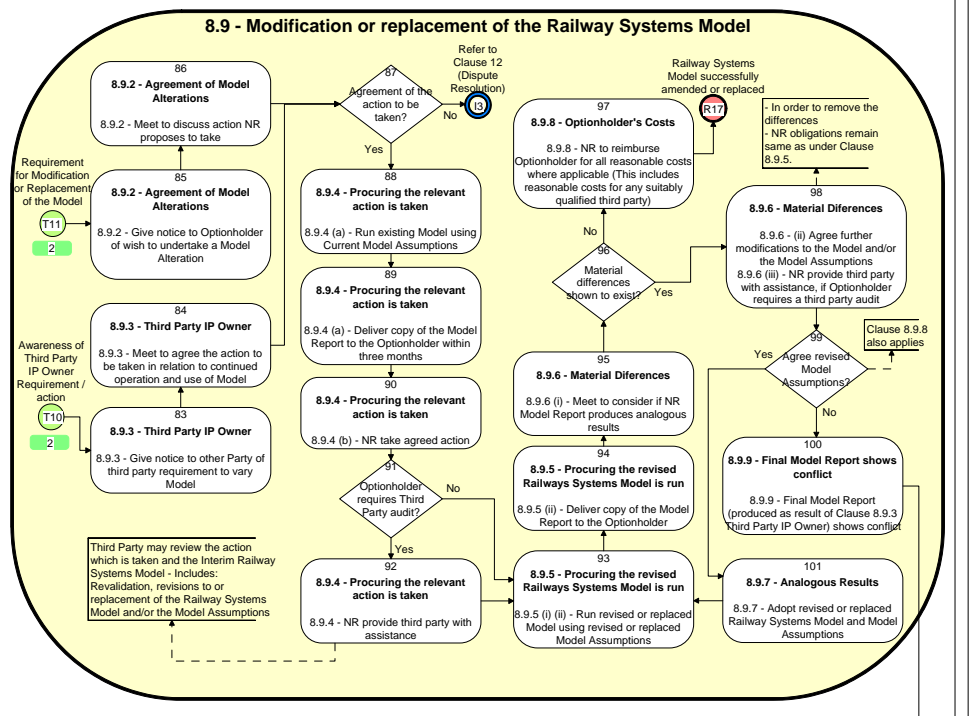 8.9 - Modification or replacement of the Railway Systems Model
86
8.9.2 - Agreement of Model
Alterations
8.9.2 - Meet to discuss action NR
proposes to take
Requirement
for Modification
or Replacement
of the Model
T11
2
85
8.9.2 - Agreement of Model
Alterations
8.9.2 - Give notice to Optionholder
of wish to undertake a Model
Alteration
84
8.9.3 - Third Party IP Owner
8.9.3 - Meet to agree the action to
be taken in relation to continued
operation and use of Model
Awareness of
Third Party
IP Owner
Requirement /
action
T10
2
83
8.9.3 - Third Party IP Owner
8.9.3 - Give notice to other Party of
third party requirement to vary
Model
Third Party may review the action
which is taken and the Interim Railway
Systems Model - Includes:
Revalidation, revisions to or
replacement of the Railway Systems
Model and/or the Model Assumptions
87
Agreement of the
action to be
taken?
No
Yes
Refer to
Clause 12
(Dispute
Resolution)
I3
88
8.9.4 - Procuring the relevant
action is taken
8.9.4 (a) - Run existing Model using
Current Model Assumptions
89
8.9.4 - Procuring the relevant
action is taken
8.9.4 (a) - Deliver copy of the Model
Report to the Optionholder within
three months
90
8.9.4 - Procuring the relevant
action is taken
8.9.4 (b) - NR take agreed action
91
Optionholder
requires Third
Party audit?
No
Yes
92
8.9.4 - Procuring the relevant
action is taken
8.9.4 - NR provide third party with
assistance
Railway Systems
Model successfully
amended or replaced
R17
97
8.9.8 - Optionholder's Costs
8.9.8 - NR to reimburse
Optionholder for all reasonable costs
where applicable (This includes
reasonable costs for any suitably
qualified third party)
No
96
Material
differences
shown to exist?
Yes
95
8.9.6 - Material Diferences
8.9.6 (i) - Meet to consider if NR
Model Report produces analogous
results
94
8.9.5 - Procuring the revised
Railways Systems Model is run
8.9.5 (ii) - Deliver copy of the Model
Report to the Optionholder
93
8.9.5 - Procuring the revised
Railways Systems Model is run
8.9.5 (i) (ii) - Run revised or replaced
Model using revised or replaced
Model Assumptions
- In order to remove the
differences
- NR obligations remain
same as under Clause
8.9.5.
98
8.9.6 - Material Diferences
8.9.6 - (ii) Agree further
modifications to the Model and/or
the Model Assumptions
8.9.6 (iii) - NR provide third party
with assistance, if Optionholder
requires a third party audit
Clause 8.9.8
also applies
99
Agree revised
Model
Assumptions?
Yes
No
100
8.9.9 - Final Model Report shows
conflict
8.9.9 - Final Model Report
(produced as result of Clause 8.9.3
Third Party IP Owner) shows conflict
101
8.9.7 - Analogous Results
8.9.7 - Adopt revised or replaced
Railway Systems Model and Model
Assumptions